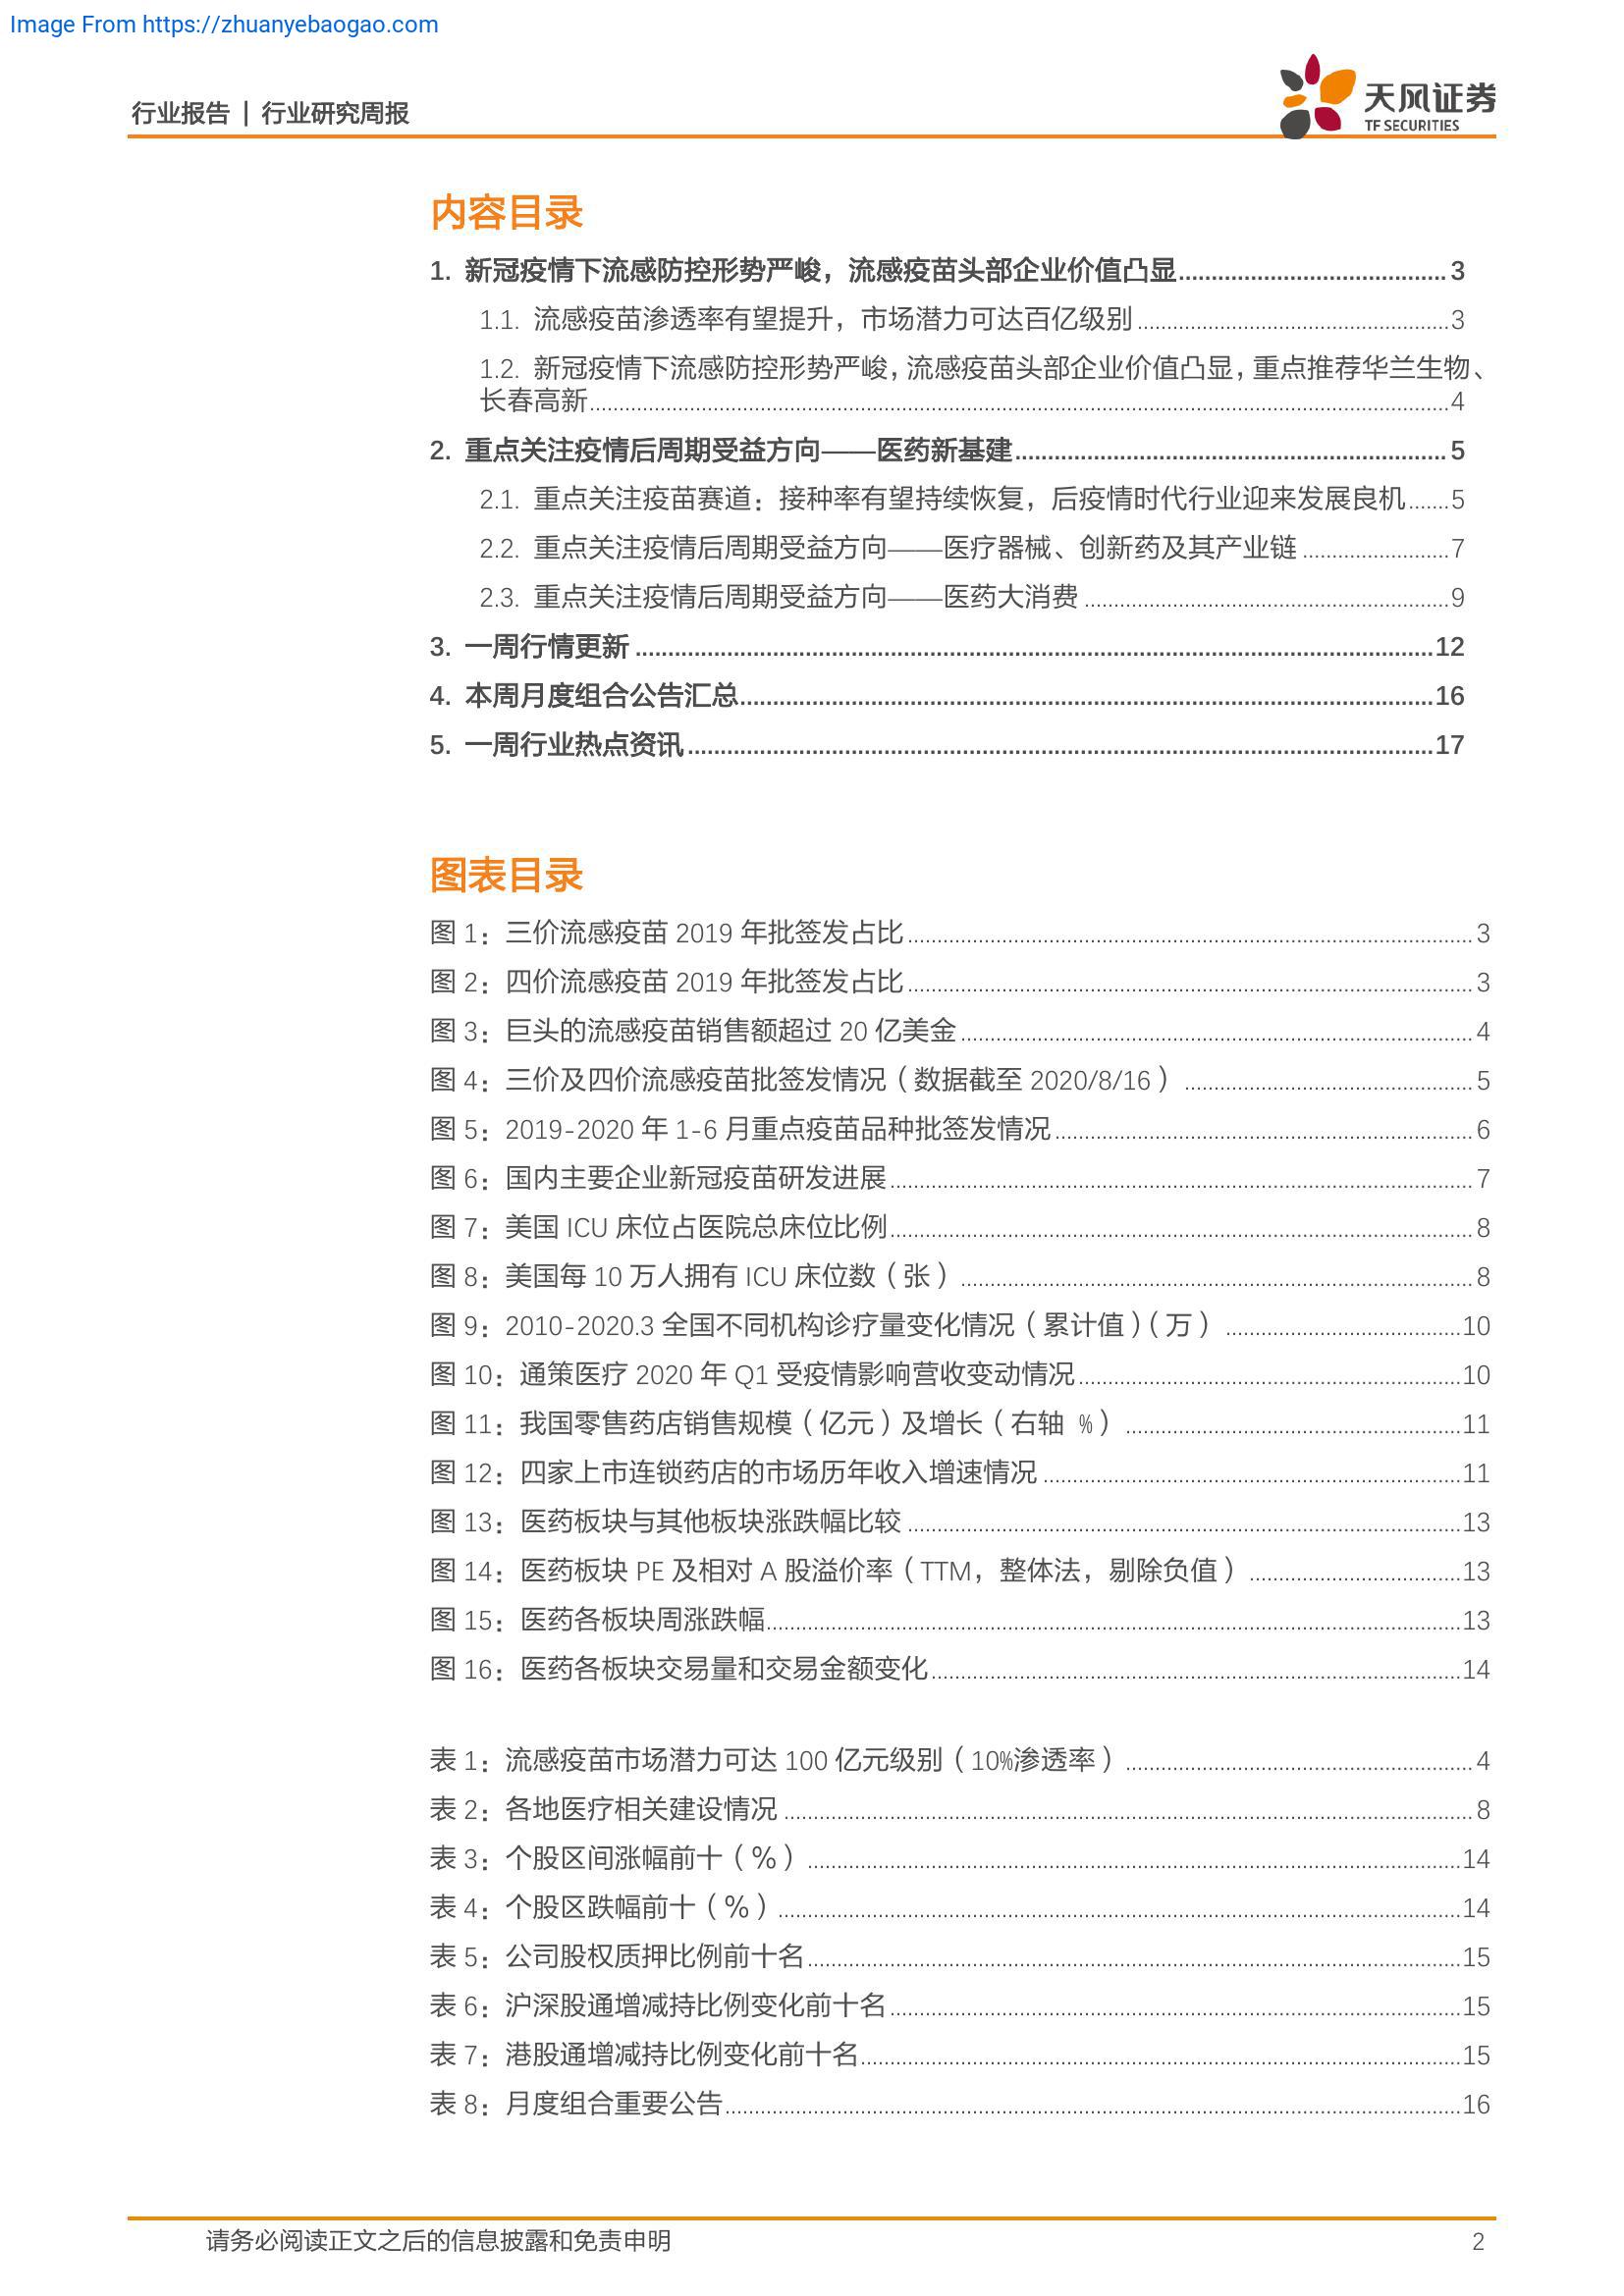 Image From https://zhuanyebaogao.com
行业报告 | 行业研究周报
天风证券
TF SECURITIES
内容目录
1. 新冠疫情下流感防控形势严峻，流感疫苗头部企业价值凸显 3
1.1. 流感疫苗渗透率有望提升，市场潜力可达百亿级别 3
1.2. 新冠疫情下流感防控形势严峻，流感疫苗头部企业价值凸显，重点推荐华兰生物、
长春高新 4
2. 重点关注疫情后周期受益方向——医药新基建 5
2.1. 重点关注疫苗赛道：接种率有望持续恢复，后疫情时代行业迎来发展良机 5
2.2. 重点关注疫情后周期受益方向——医疗器械、创新药及其产业链 7
2.3. 重点关注疫情后周期受益方向——医药大消费 9
3. 一周行情更新 12
4. 本周月度组合公告汇总 16
5. 一周行业热点资讯 17
图表目录
图 1：三价流感疫苗 2019 年批签发占比 3
图 2：四价流感疫苗 2019 年批签发占比 3
图 3：巨头的流感疫苗销售额超过 20 亿美金 4
图 4：三价及四价流感疫苗批签发情况（数据截至 2020/8/16） 5
图 5：2019-2020 年 1-6 月重点疫苗品种批签发情况 6
图 6：国内主要企业新冠疫苗研发进展 7
图 7：美国 ICU 床位占医院总床位比例 8
图 8：美国每 10 万人拥有 ICU 床位数（张） 8
图 9：2010-2020.3 全国不同机构诊疗量变化情况（累计值）（万） 10
图 10：通策医疗 2020 年 Q1 受疫情影响营收变动情况 10
图 11：我国零售药店销售规模（亿元）及增长（右轴 %） 11
图 12：四家上市连锁药店的市场历年收入增速情况 11
图 13：医药板块与其他板块涨跌幅比较 13
图 14：医药板块 PE 及相对 A 股溢价率（TTM，整体法，剔除负值） 13
图 15：医药各板块周涨跌幅 13
图 16：医药各板块交易量和交易金额变化 14
表 1：流感疫苗市场潜力可达 100 亿元级别（10%渗透率） 4
表 2：各地医疗相关建设情况 8
表 3：个股区间涨幅前十（%） 14
表 4：个股区跌幅前十（%） 14
表 5：公司股权质押比例前十名 15
表 6：沪深股通增减持比例变化前十名 15
表 7：港股通增减持比例变化前十名 15
表 8：月度组合重要公告 16
请务必阅读正文之后的信息披露和免责申明 2